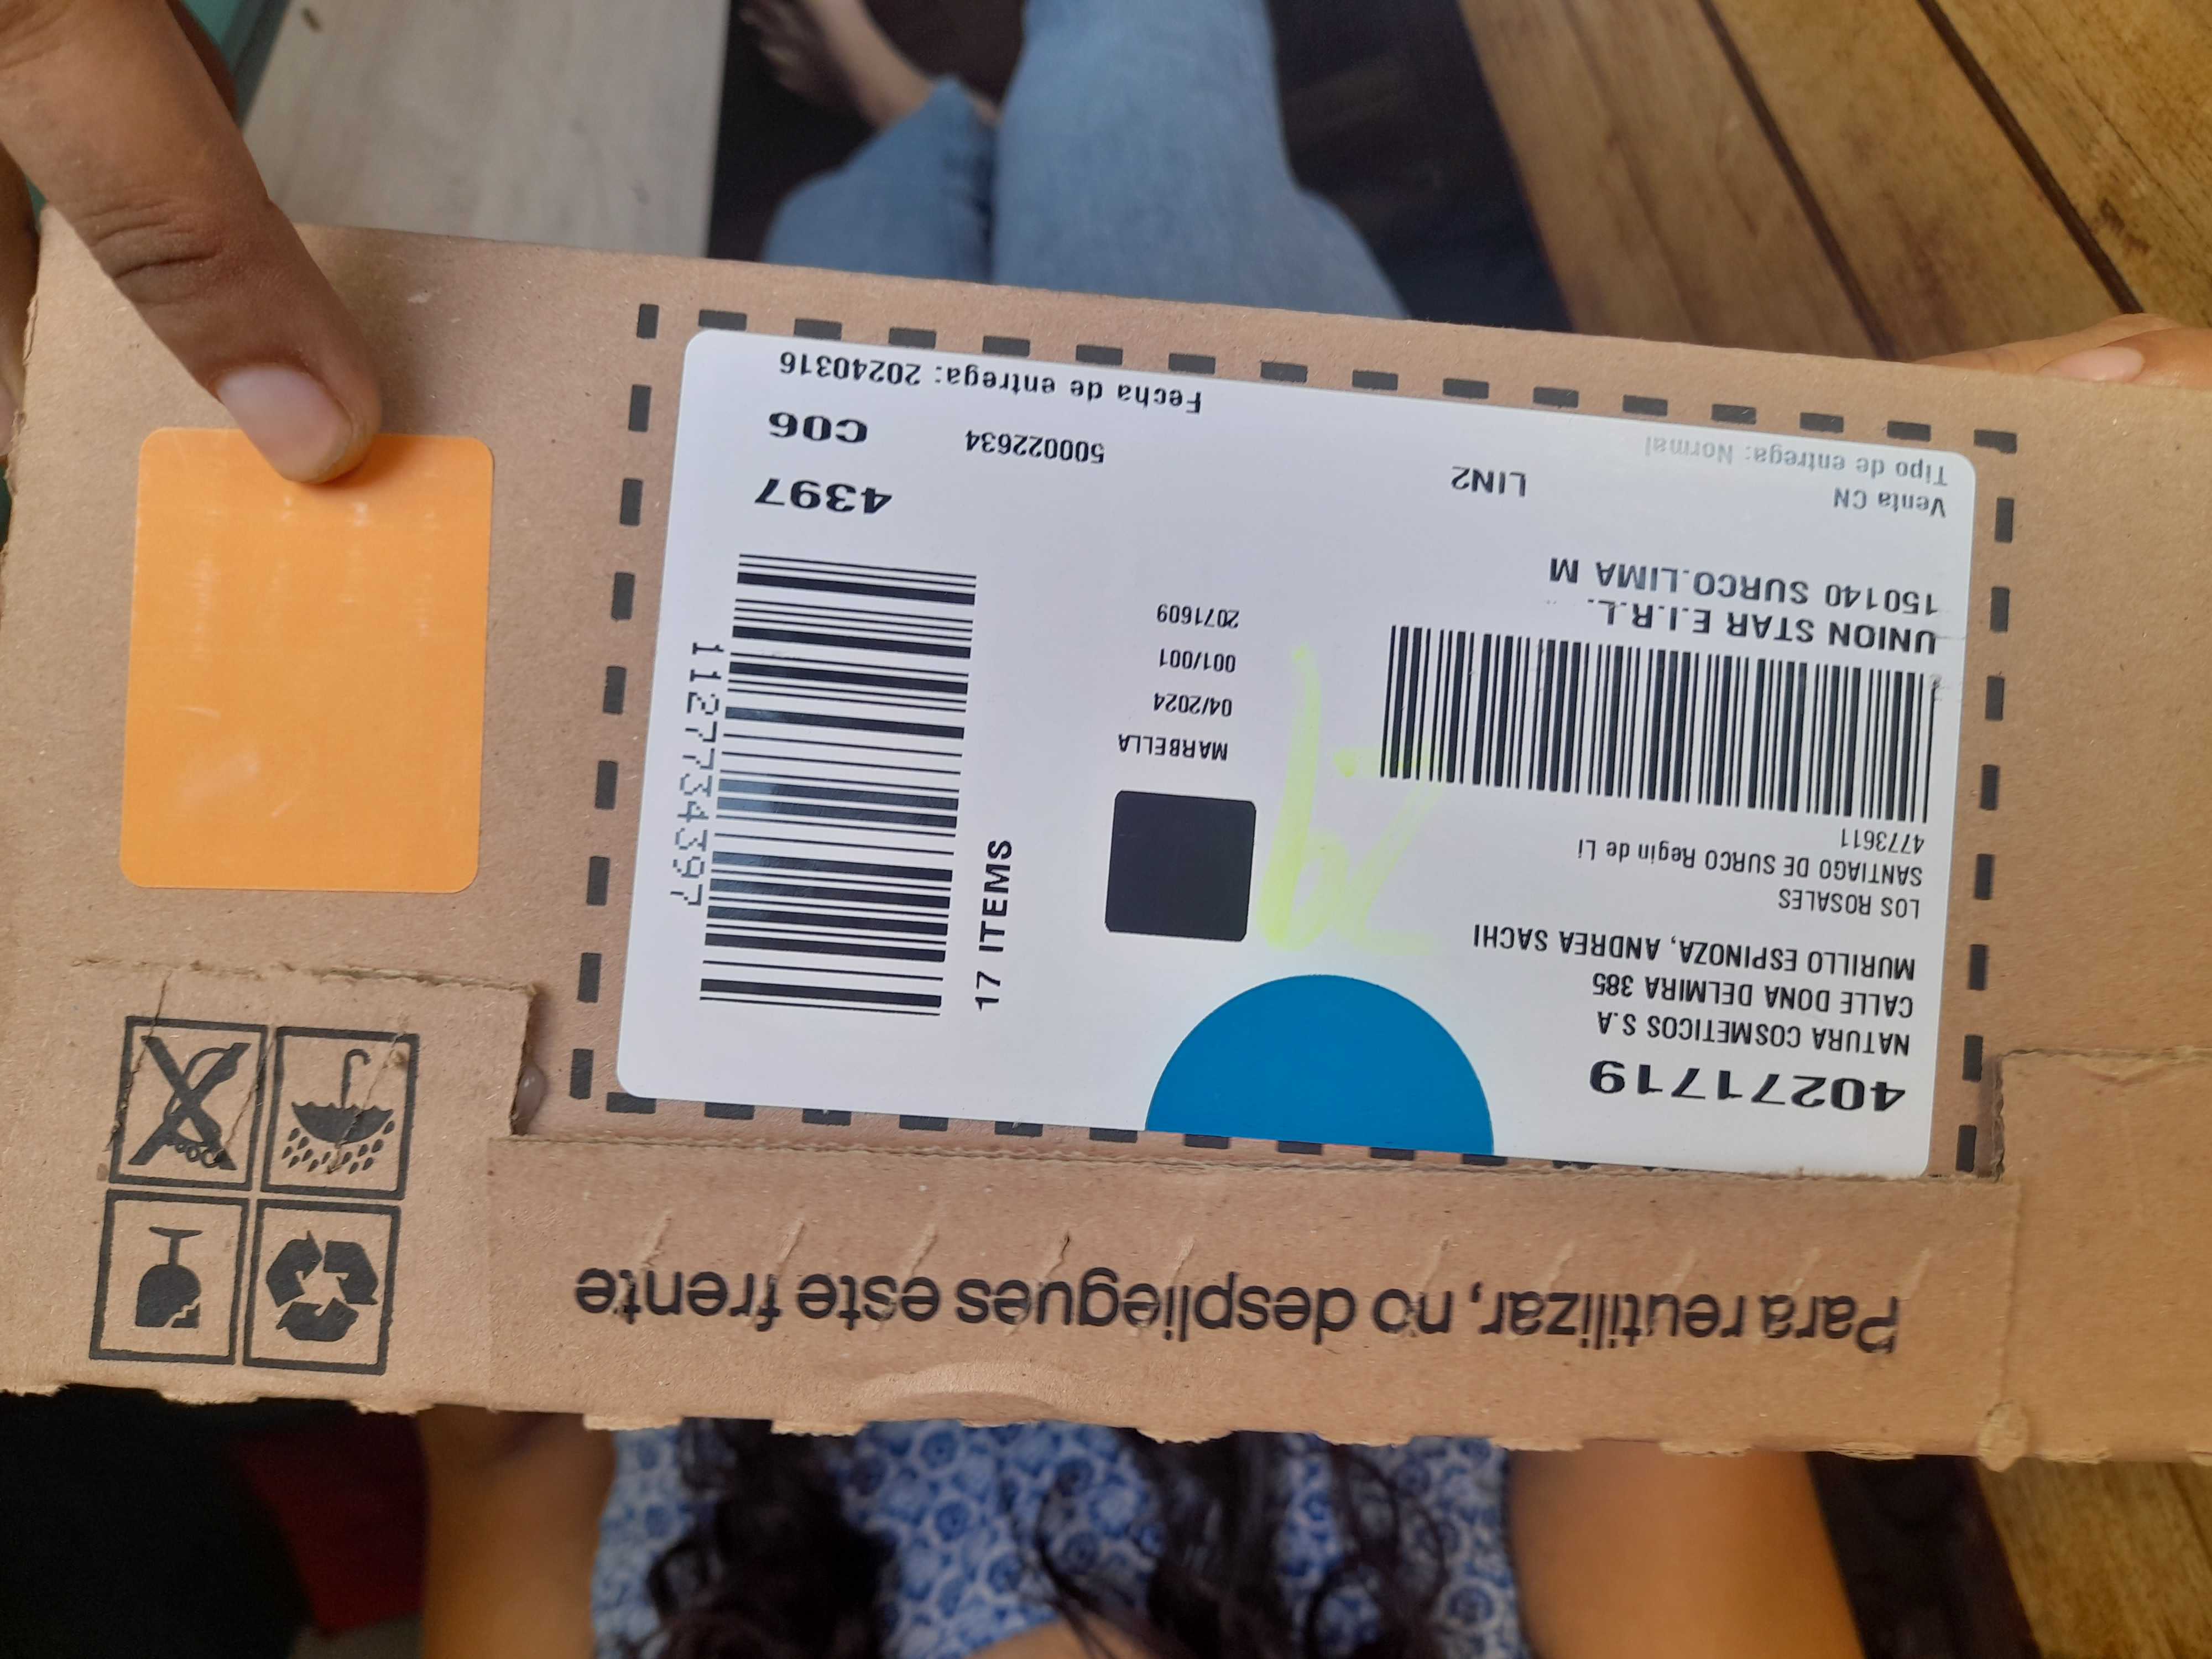 Para reutilizar, no despliegues este frente
40271719
NATURA COSMETICOS S.A
CALLE DONA DELMIRA 385
MURILLO ESPINOZA, ANDREA SACHI
LOS ROSALES
SANTIAGO DE SURCO Regin de Li
4773611
UNION STAR E.I.R.L.
150140 SURCO.LIMA M
Venta CN
Tipo de entrega: Normal
LIN2
MARBELLA
04/2024
001/001
2071609
17 ITEMS
1127734397
4397
C06
500022634
Fecha de entrega: 20240316